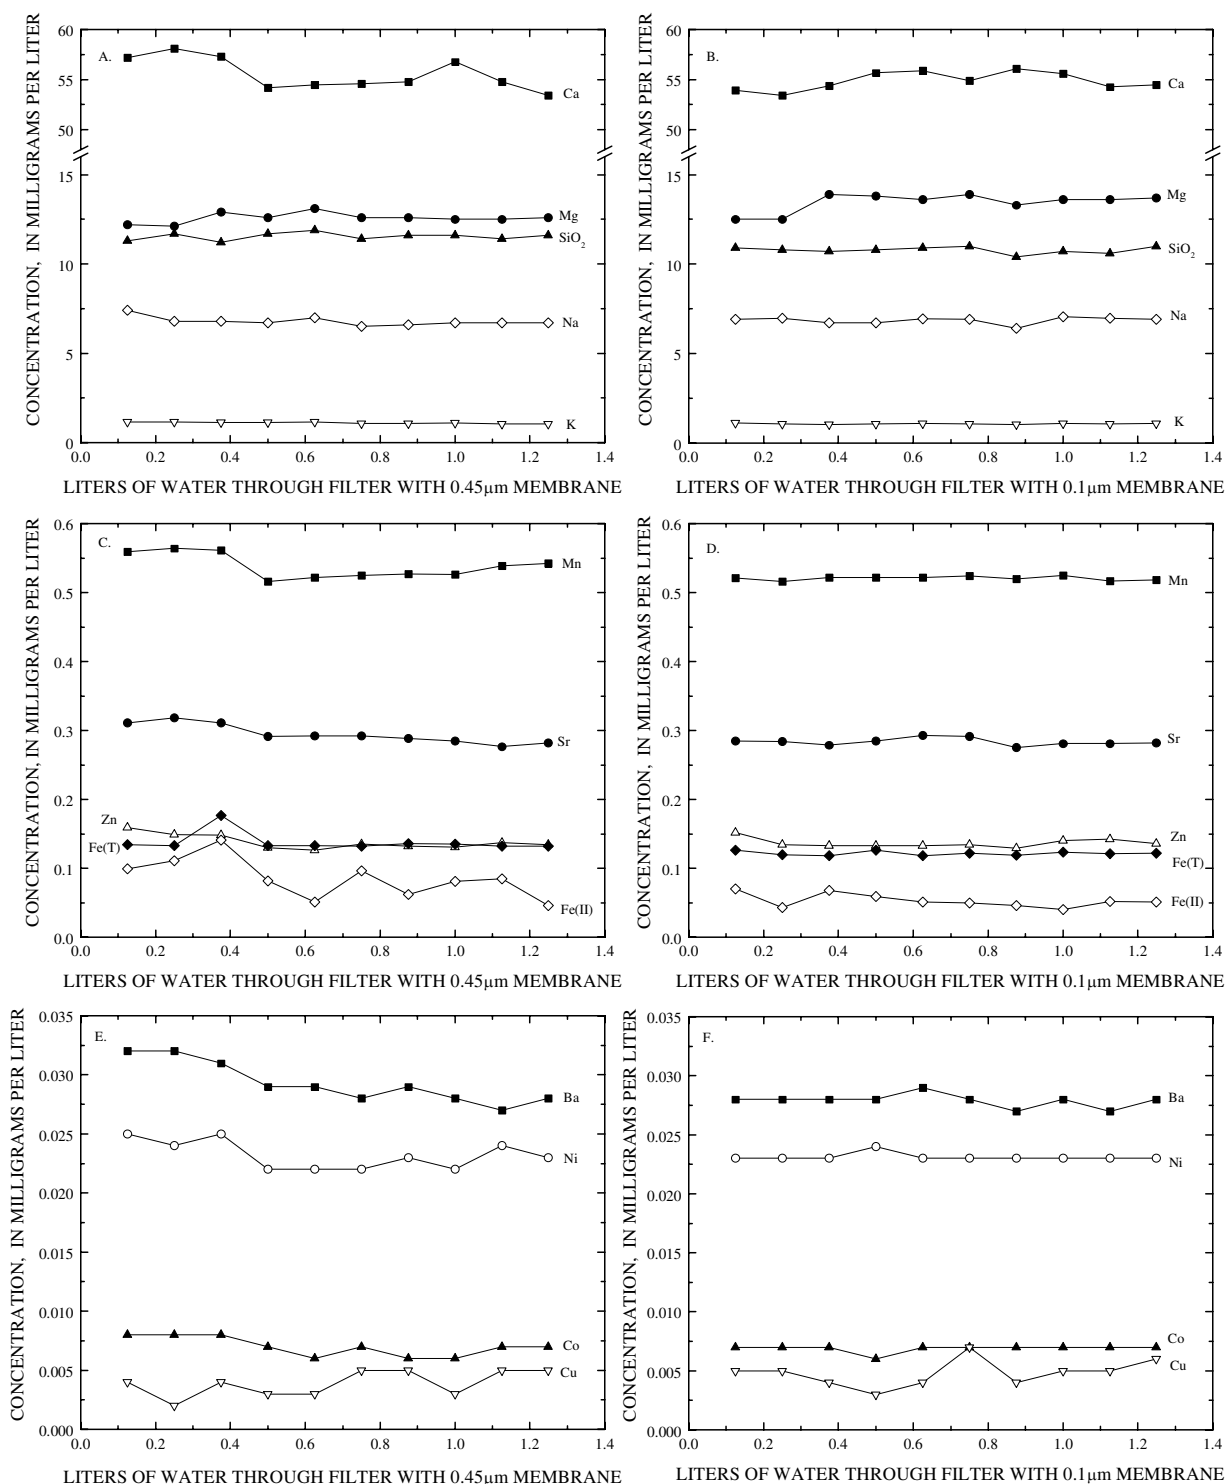 CONCENTRATION, IN MILLIGRAMS PER LITER
60
55
50
15
10
5
0
A.
Ca
Mg
SiO₂
Na
K
0.0 0.2 0.4 0.6 0.8 1.0 1.2 1.4
LITERS OF WATER THROUGH FILTER WITH 0.45µm MEMBRANE
CONCENTRATION, IN MILLIGRAMS PER LITER
60
55
50
15
10
5
0
B.
Ca
Mg
SiO₂
Na
K
0.0 0.2 0.4 0.6 0.8 1.0 1.2 1.4
LITERS OF WATER THROUGH FILTER WITH 0.1µm MEMBRANE
CONCENTRATION, IN MILLIGRAMS PER LITER
0.6
0.5
0.4
0.3
0.2
0.1
0.0
C.
Mn
Sr
Zn
Fe(T)
Fe(II)
0.0 0.2 0.4 0.6 0.8 1.0 1.2 1.4
LITERS OF WATER THROUGH FILTER WITH 0.45µm MEMBRANE
CONCENTRATION, IN MILLIGRAMS PER LITER
0.6
0.5
0.4
0.3
0.2
0.1
0.0
D.
Mn
Sr
Zn
Fe(T)
Fe(II)
0.0 0.2 0.4 0.6 0.8 1.0 1.2 1.4
LITERS OF WATER THROUGH FILTER WITH 0.1µm MEMBRANE
CONCENTRATION, IN MILLIGRAMS PER LITER
0.035
0.030
0.025
0.020
0.015
0.010
0.005
0.000
E.
Ba
Ni
Co
Cu
0.0 0.2 0.4 0.6 0.8 1.0 1.2 1.4
LITERS OF WATER THROUGH FILTER WITH 0.45µm MEMBRANE
CONCENTRATION, IN MILLIGRAMS PER LITER
0.035
0.030
0.025
0.020
0.015
0.010
0.005
0.000
F.
Ba
Ni
Co
Cu
0.0 0.2 0.4 0.6 0.8 1.0 1.2 1.4
LITERS OF WATER THROUGH FILTER WITH 0.1µm MEMBRANE